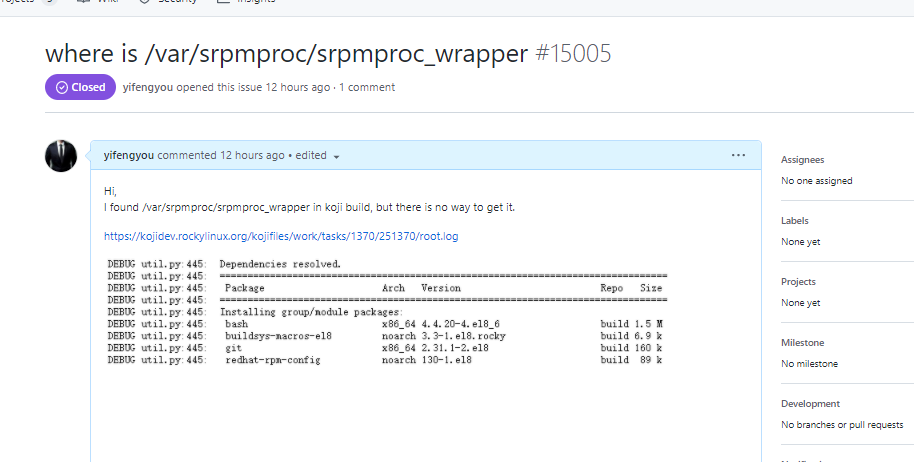 Wiki
Security
Insights
where is /var/srpmproc/srpmproc_wrapper #15005
Closed yifengyou opened this issue 12 hours ago · 1 comment
yifengyou commented 12 hours ago • edited
Hi,
I found /var/srpmproc/srpmproc_wrapper in koji build, but there is no way to get it.
https://kojidev.rockylinux.org/kojifiles/work/tasks/1370/251370/root.log
DEBUG util.py:445: Dependencies resolved.
DEBUG util.py:445: ================================================================================
DEBUG util.py:445: Package Arch Version Repo Size
DEBUG util.py:445: ================================================================================
DEBUG util.py:445: Installing group/module packages:
DEBUG util.py:445: bash x86_64 4.4.20-4.el8_6 build 1.5 M
DEBUG util.py:445: buildsys-macros-el8 noarch 3.3-1.el8.rocky build 6.9 k
DEBUG util.py:445: git x86_64 2.31.1-2.el8 build 160 k
DEBUG util.py:445: redhat-rpm-config noarch 130-1.el8 build 89 k
Assignees
No one assigned
Labels
None yet
Projects
None yet
Milestone
No milestone
Development
No branches or pull requests